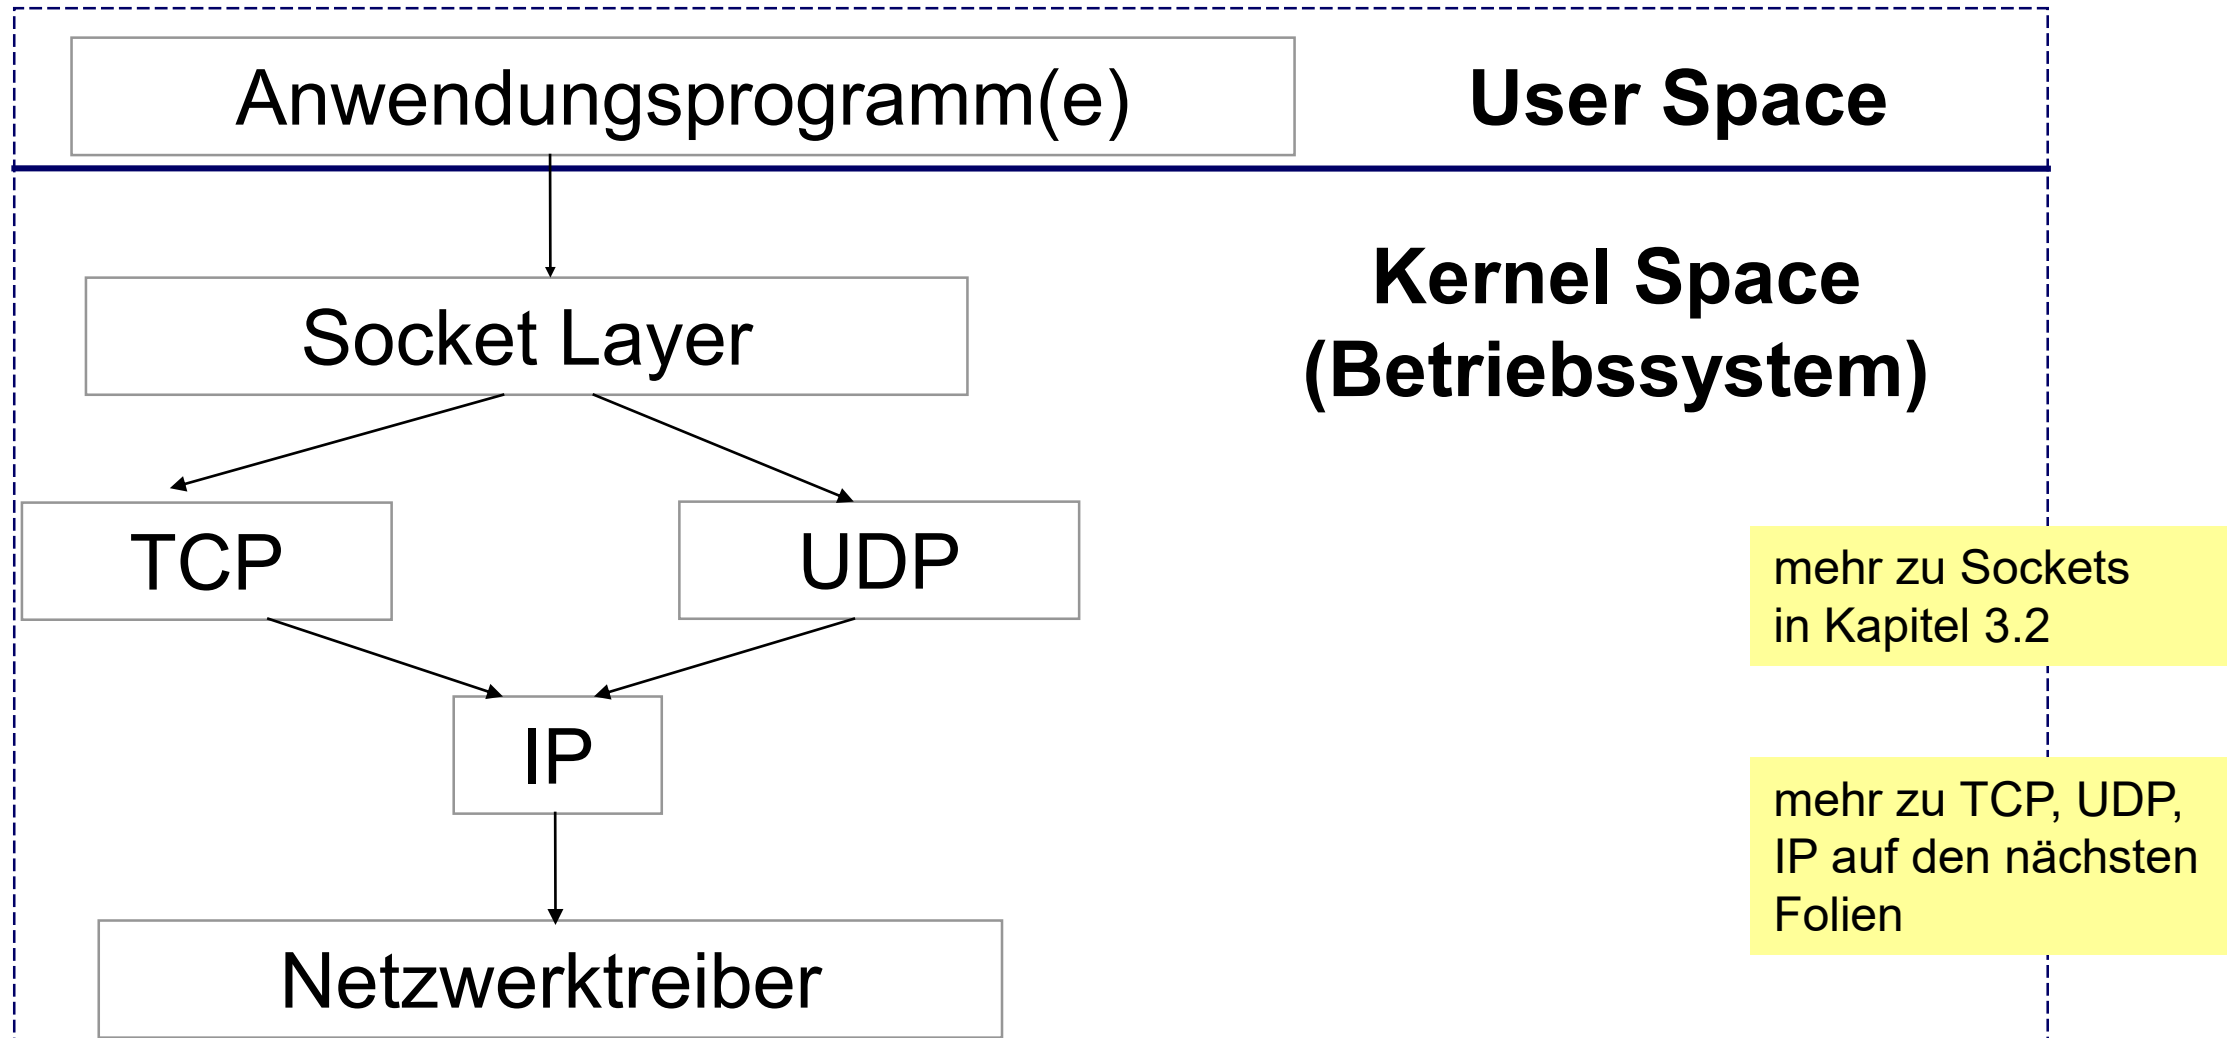 Anwendungsprogramm(e)
User Space
Kernel Space
(Betriebssystem)
Socket Layer
TCP
UDP
mehr zu Sockets
in Kapitel 3.2
IP
mehr zu TCP, UDP,
IP auf den nächsten
Folien
Netzwerktreiber